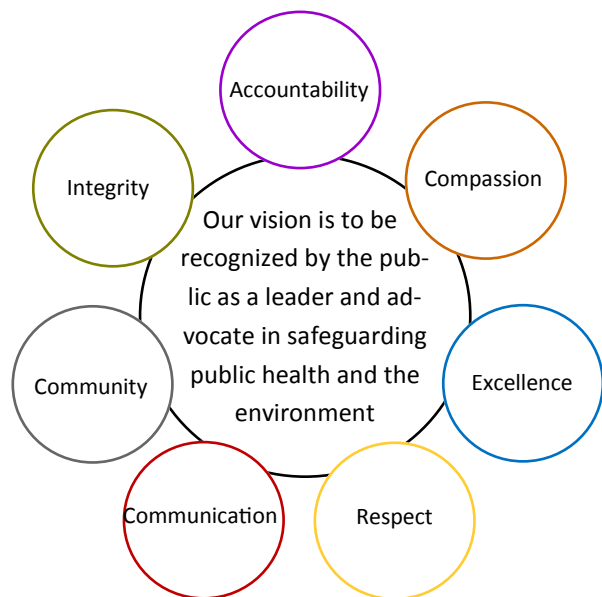 Accountability
Compassion
Integrity
Our vision is to be
recognized by the pub-
lic as a leader and ad-
vocate in safeguarding
public health and the
environment
Community
Excellence
Communication
Respect